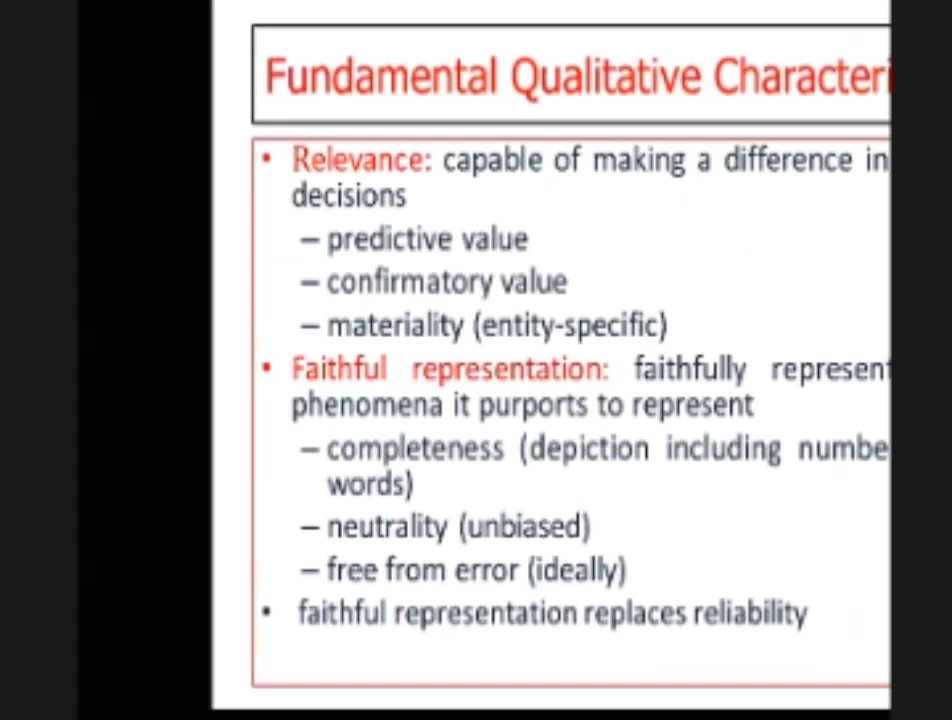 Fundamental Qualitative Characteri
• Relevance: capable of making a difference in
decisions
– predictive value
– confirmatory value
– materiality (entity-specific)
• Faithful representation: faithfully represent
phenomena it purports to represent
– completeness (depiction including numbe
words)
– neutrality (unbiased)
– free from error (ideally)
• faithful representation replaces reliability